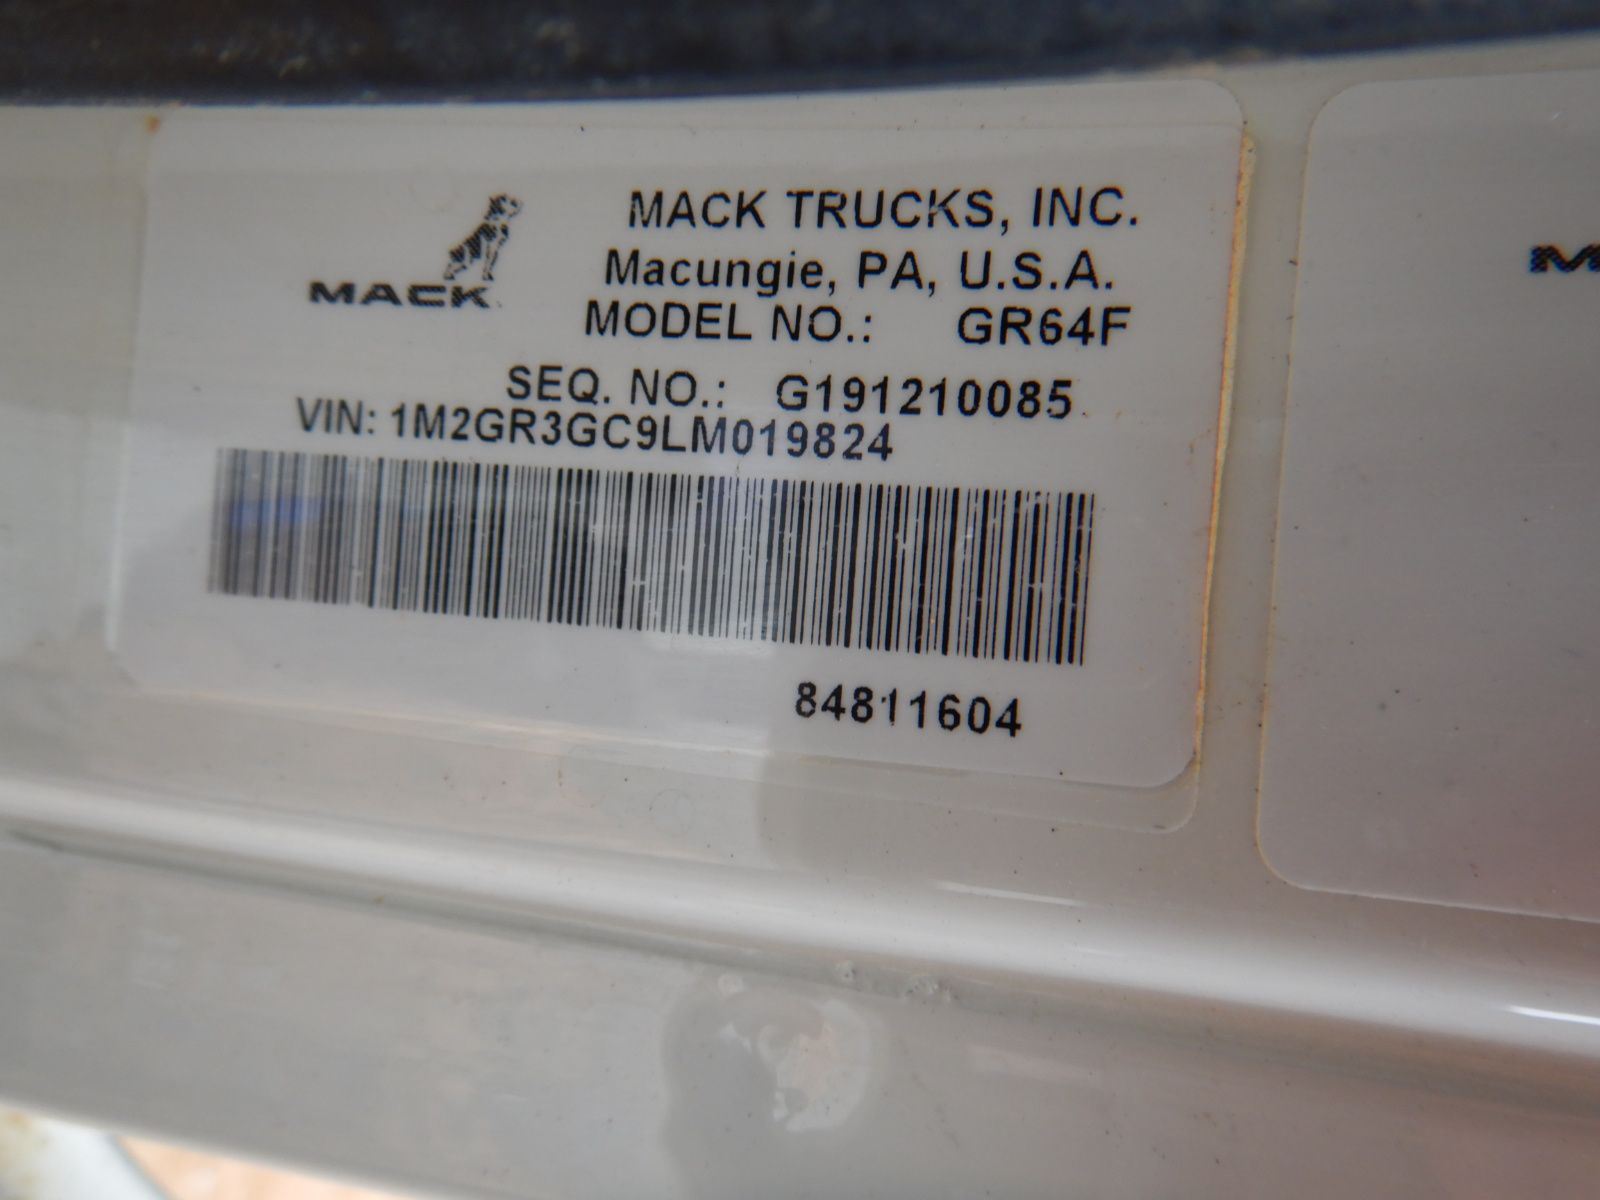 MACK
MACK TRUCKS, INC.
Macungie, PA, U.S.A.
MODEL NO.: GR64F
SEQ. NO.: G191210085
VIN: 1M2GR3GC9LM019824
84811604